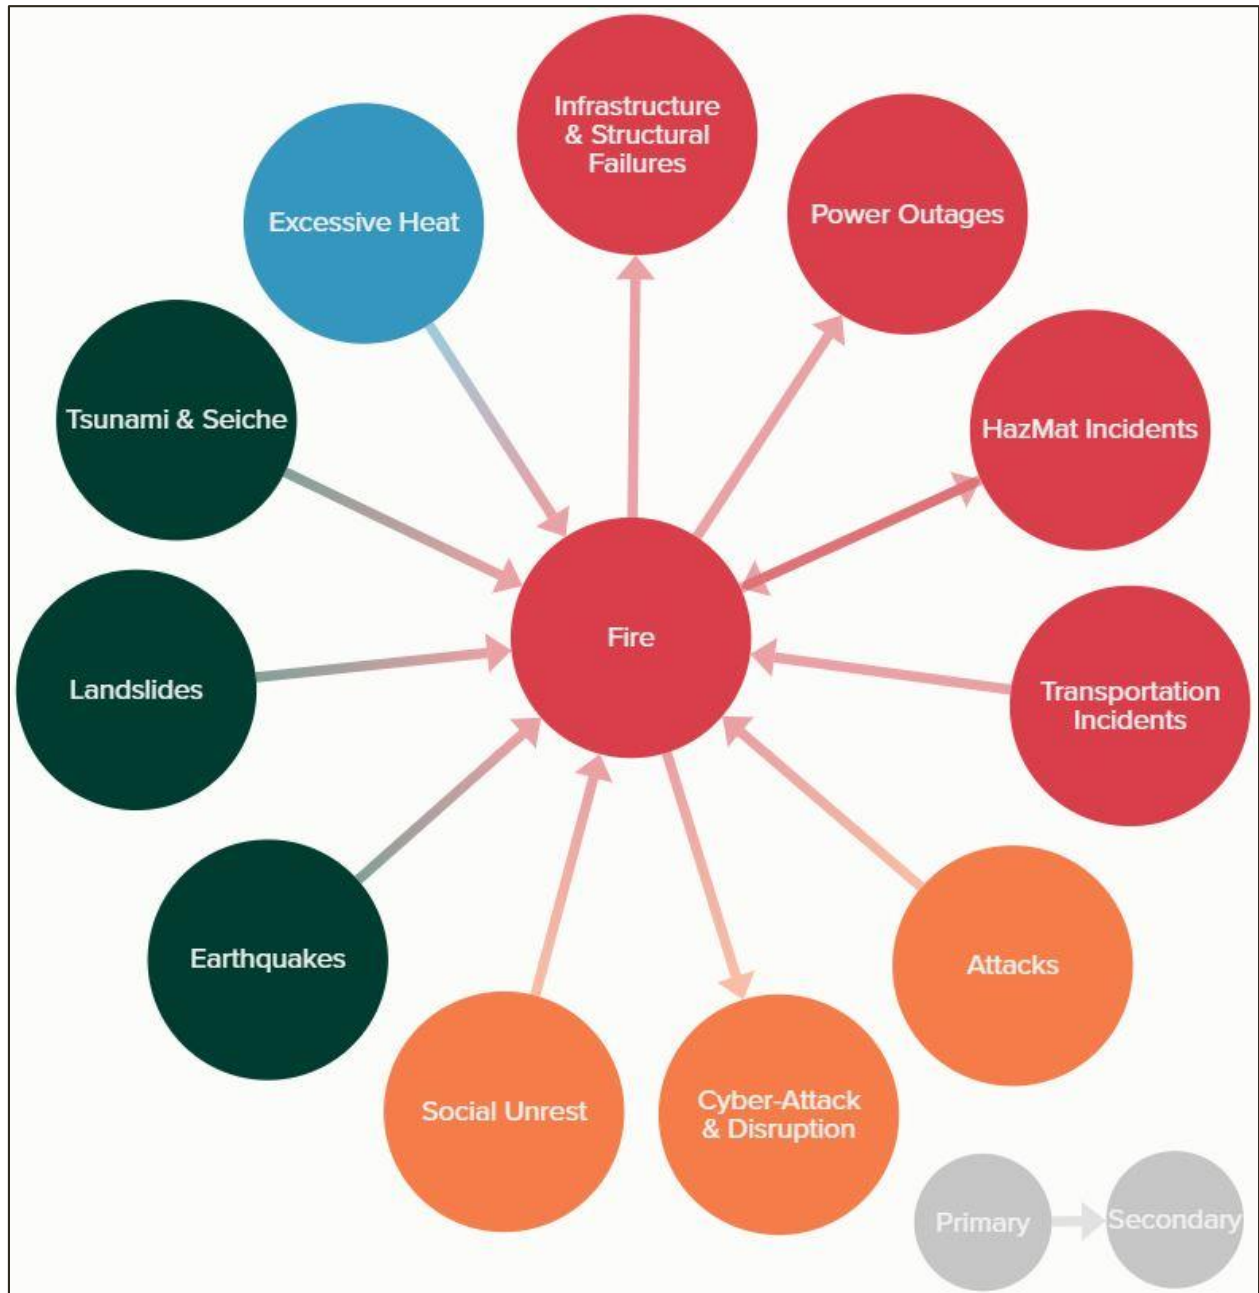 Infrastructure
& Structural
Failures
Power Outages
Excessive Heat
Tsunami & Seiche
HazMat Incidents
Fire
Landslides
Transportation
Incidents
Earthquakes
Attacks
Social Unrest
Cyber-Attack
& Disruption
Primary
Secondary